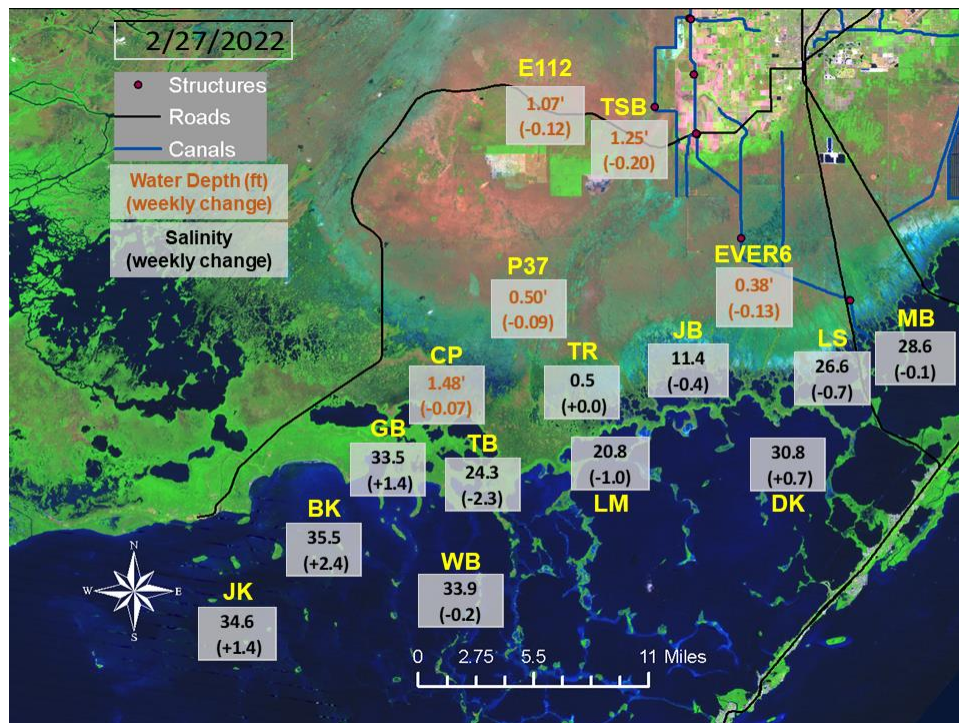 2/27/2022
Structures
Roads
Canals
Water Depth (ft)
(weekly change)
Salinity
(weekly change)
E112
1.07'
(-0.12)
TSB
1.25'
(-0.20)
P37
0.50'
(-0.09)
EVER6
0.38'
(-0.13)
CP
1.48'
(-0.07)
TR
0.5
(+0.0)
JB
11.4
(-0.4)
LS
26.6
(-0.7)
MB
28.6
(-0.1)
GB
33.5
(+1.4)
TB
24.3
(-2.3)
20.8
(-1.0)
LM
30.8
(+0.7)
DK
BK
35.5
(+2.4)
WB
33.9
(-0.2)
JK
34.6
(+1.4)
N
W E
S
0 2.75 5.5 11 Miles